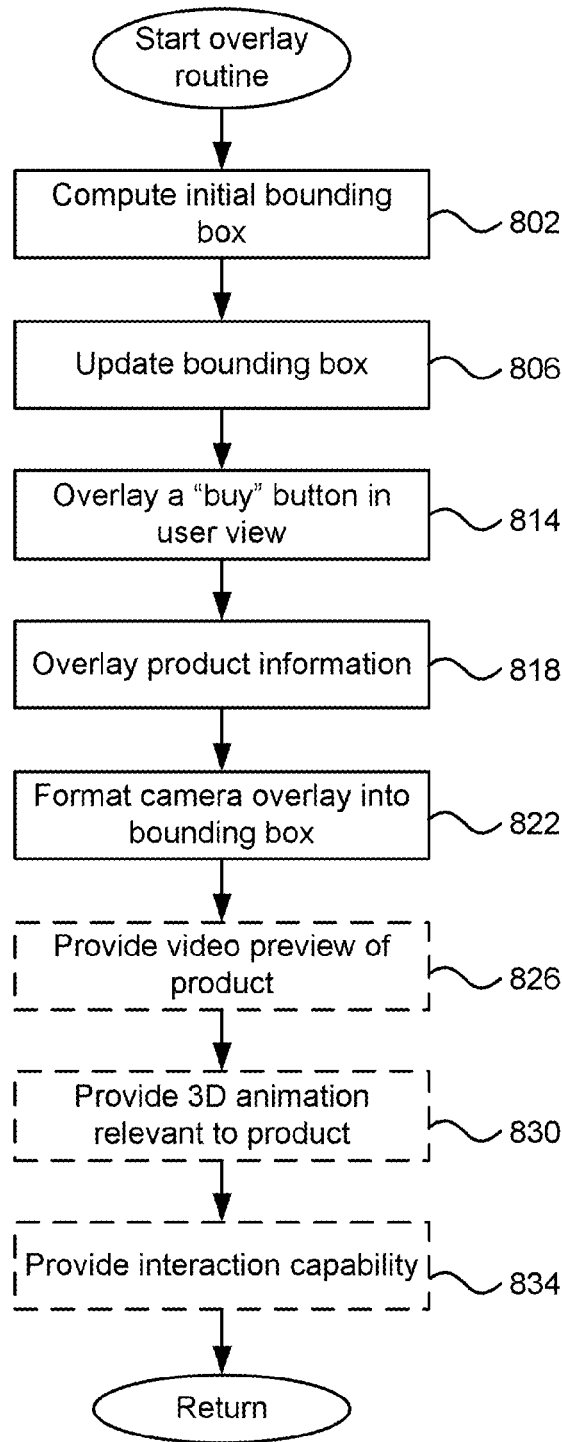 Start overlay
routine
Compute initial bounding
box
802
Update bounding box
806
Overlay a “buy” button in
user view
814
Overlay product information
818
Format camera overlay into
bounding box
822
Provide video preview of
product
826
Provide 3D animation
relevant to product
830
Provide interaction capability
834
Return